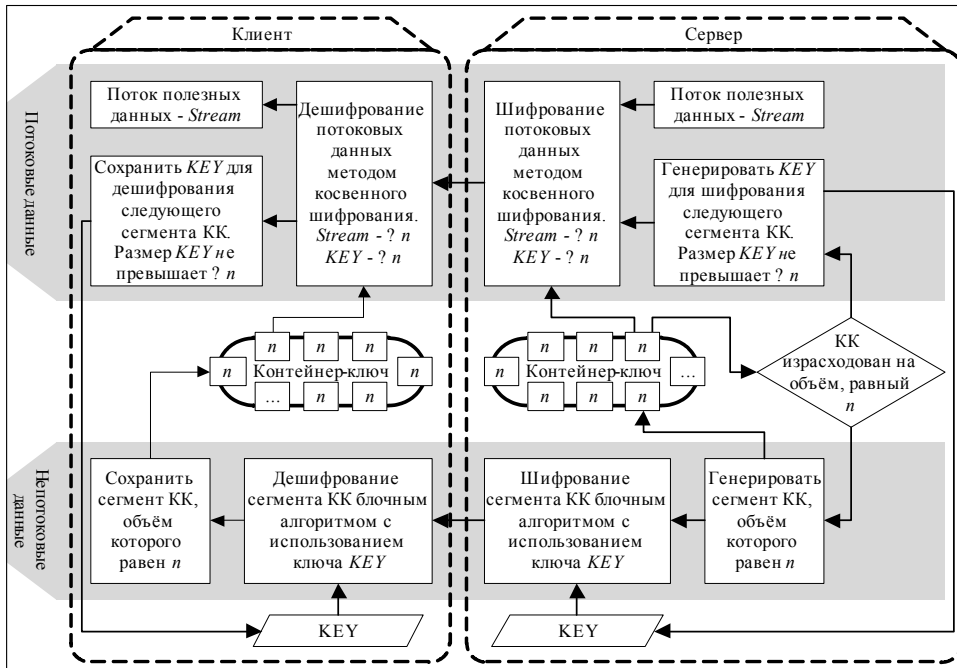 Клиент
Сервер
Потоковые данные
Поток полезных
данных - Stream
Сохранить KEY для
дешифрования
следующего
сегмента КК.
Размер KEY не
превышает ? n
Дешифрование
потоковых
данных
методом
косвенного
шифрования.
Stream - ? n
KEY - ? n
Шифрование
потоковых
данных
методом
косвенного
шифрования.
Stream - ? n
KEY - ? n
Поток полезных
данных - Stream
Генерировать KEY
для шифрования
следующего
сегмента КК.
Размер KEY не
превышает ? n
n n n
n Контейнер-ключ n
... n n
n n n
n Контейнер-ключ ...
n n n
КК
израсходован на
объём, равный
n
Непотоковые
данные
Сохранить
сегмент КК,
объём
которого
равен n
Дешифрование
сегмента КК блочным
алгоритмом с
использованием
ключа KEY
Шифрование
сегмента КК блочным
алгоритмом с
использованием
ключа KEY
Генерировать
сегмент КК,
объём
которого
равен n
KEY
KEY